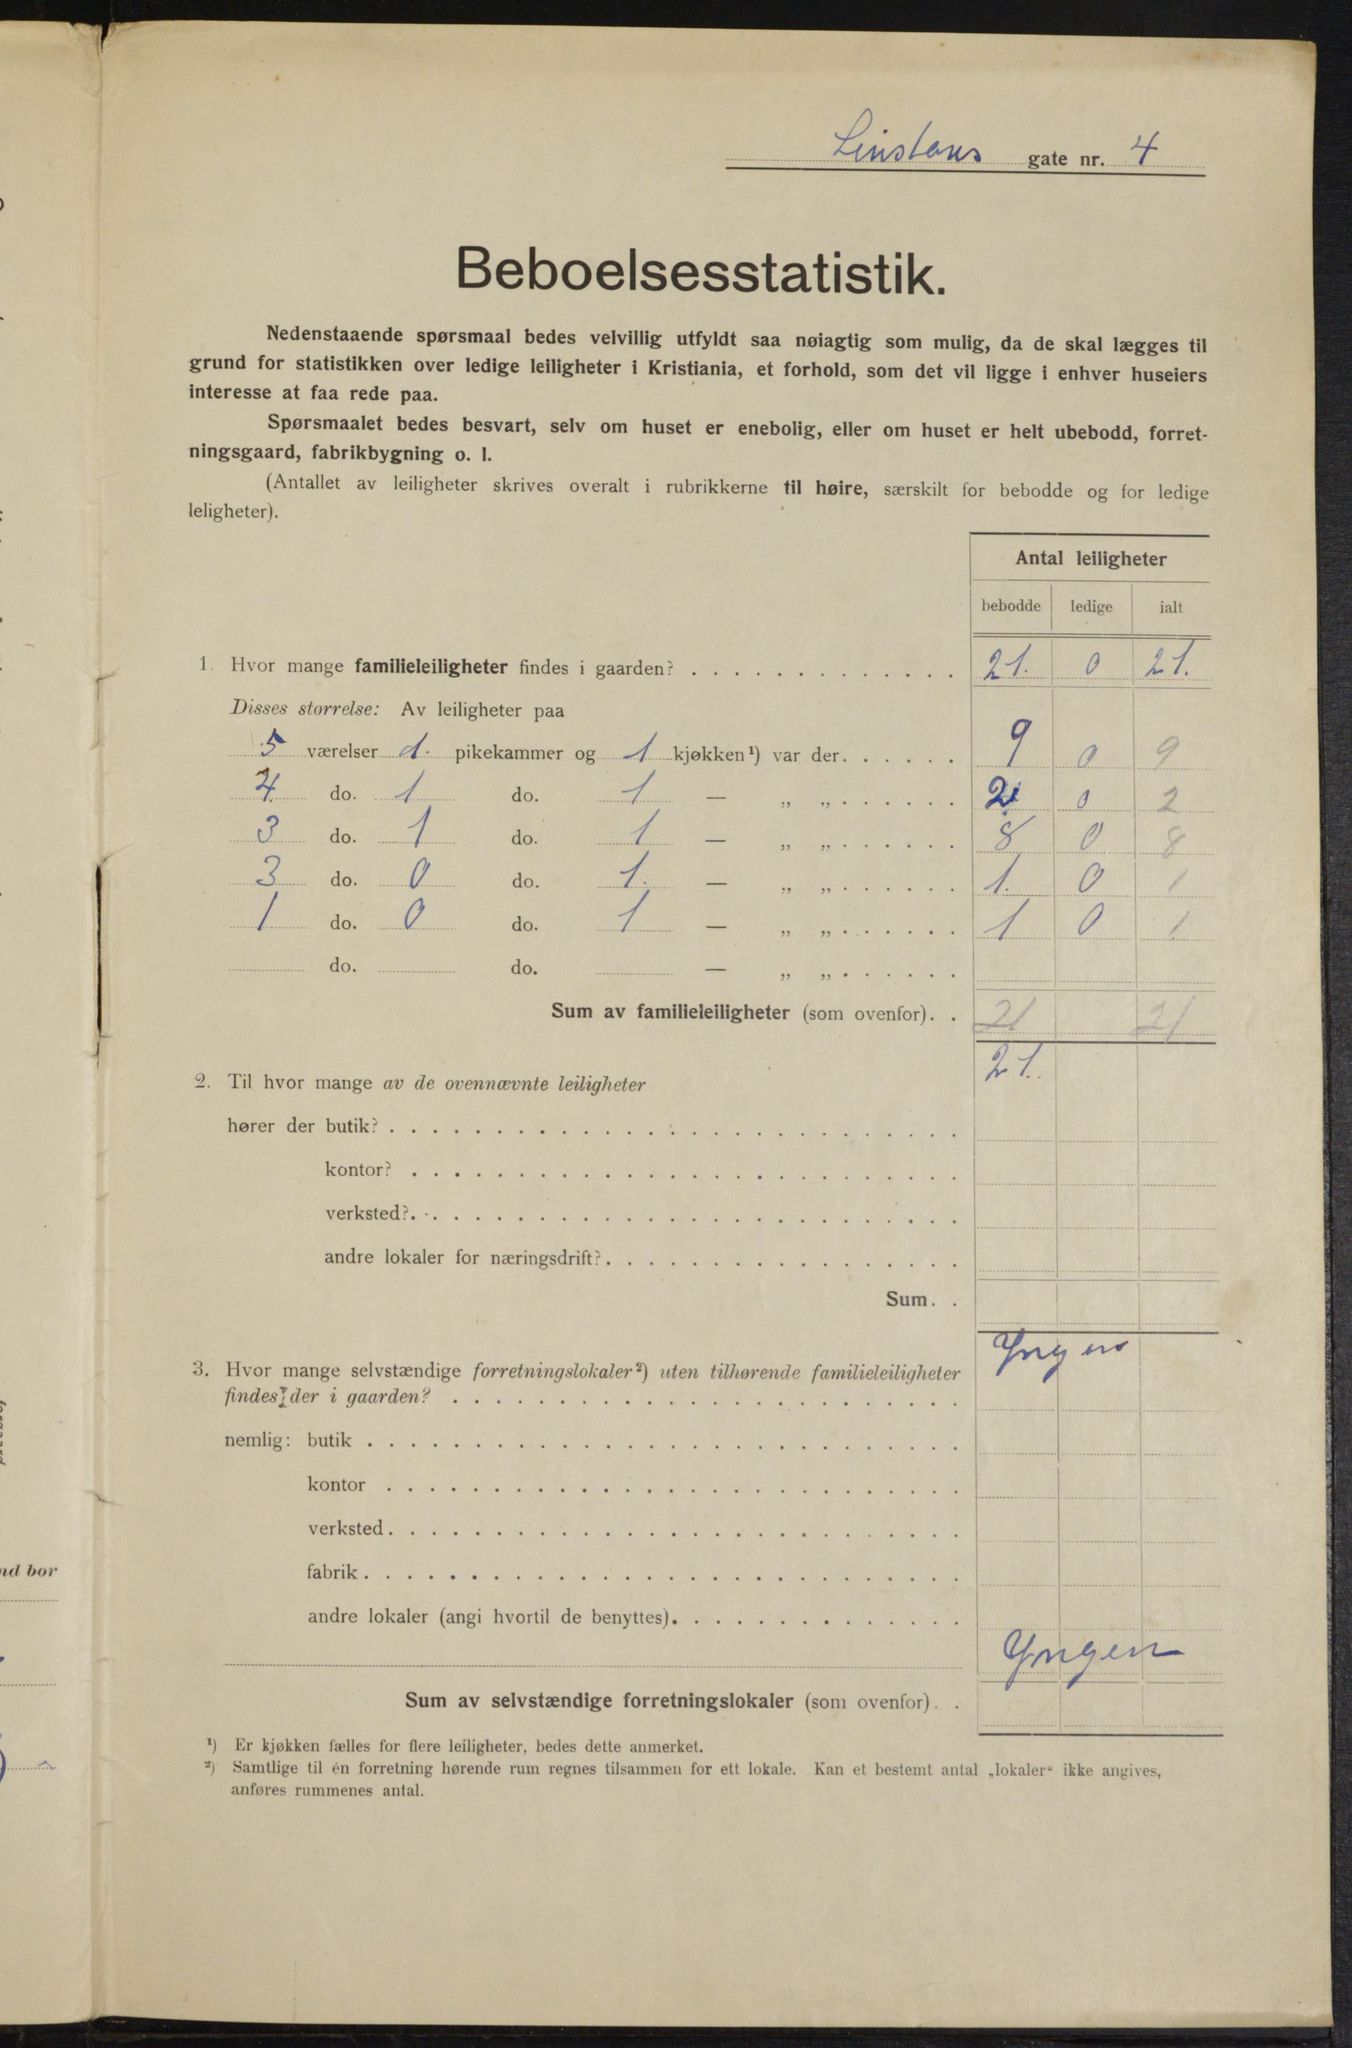 Linstows gate nr. 4
Beboelsesstatistik.
Nedenstaaende spørsmaal bedes velvillig utfyldt saa nøiagtig som mulig, da de skal lægges til
grund for statistikken over ledige leiligheter i Kristiania, et forhold, som det vil ligge i enhver huseiers
interesse at faa rede paa.
Spørsmaalet bedes besvart, selv om huset er enebolig, eller om huset er helt ubebodd, forret-
ningsgaard, fabrikbygning o. l.
(Antallet av leiligheter skrives overalt i rubrikkerne til høire, særskilt for bebodde og for ledige
leligheter).
Antal leiligheter
bebodde ledige ialt
1. Hvor mange familieleiligheter findes i gaarden? . . . . . . . . . . . . . 21. 0 21.
Disses størrelse: Av leiligheter paa
5 værelser 1. pikekammer og 1 kjøkken¹) var der. . . . . . 9 0 9
4 do. 1 do. 1 — „ „ . . . . . . 2 0 2
3 do. 1 do. 1 — „ „ . . . . . . 8 0 8
3 do. 0 do. 1. — „ „ . . . . . . 1. 0 1
1 do. 0 do. 1 — „ „ . . . . . . 1 0 1
do. do. — „ „ . . . . . .
Sum av familieleiligheter (som ovenfor). . 21 21
2. Til hvor mange av de ovennævnte leiligheter 21.
hører der butik? . . . . . . . . . . . . . . . . . . . .
kontor? . . . . . . . . . . . . . . . . . . . .
verksted?. . . . . . . . . . . . . . . . . . . .
andre lokaler for næringsdrift?. . . . . . . . . . . . .
Sum. .
3. Hvor mange selvstændige forretningslokaler²) uten tilhørende familieleiligheter Yngen
findes der i gaarden? . . . . . . . . . . . . . . . . . .
nemlig: butik . . . . . . . . . . . . . . . . . . . . .
kontor . . . . . . . . . . . . . . . . . . . . .
verksted. . . . . . . . . . . . . . . . . . . . .
fabrik. . . . . . . . . . . . . . . . . . . . . .
andre lokaler (angi hvortil de benyttes). . . . . . . . . . .
Yngen
Sum av selvstændige forretningslokaler (som ovenfor). .
¹) Er kjøkken fælles for flere leiligheter, bedes dette anmerket.
²) Samtlige til én forretning hørende rum regnes tilsammen for ett lokale. Kan et bestemt antal „lokaler“ ikke angives,
anføres rummenes antal.
nd bor